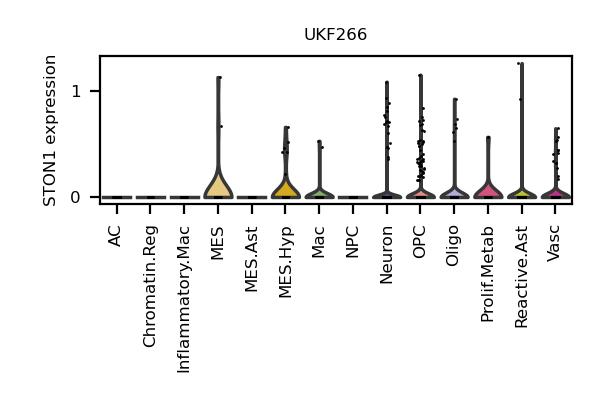 UKF266
STON1 expression
1
0
AC
Chromatin.Reg
Inflammatory.Mac
MES
MES.Ast
MES.Hyp
Mac
NPC
Neuron
OPC
Oligo
Prolif.Metab
Reactive.Ast
Vasc